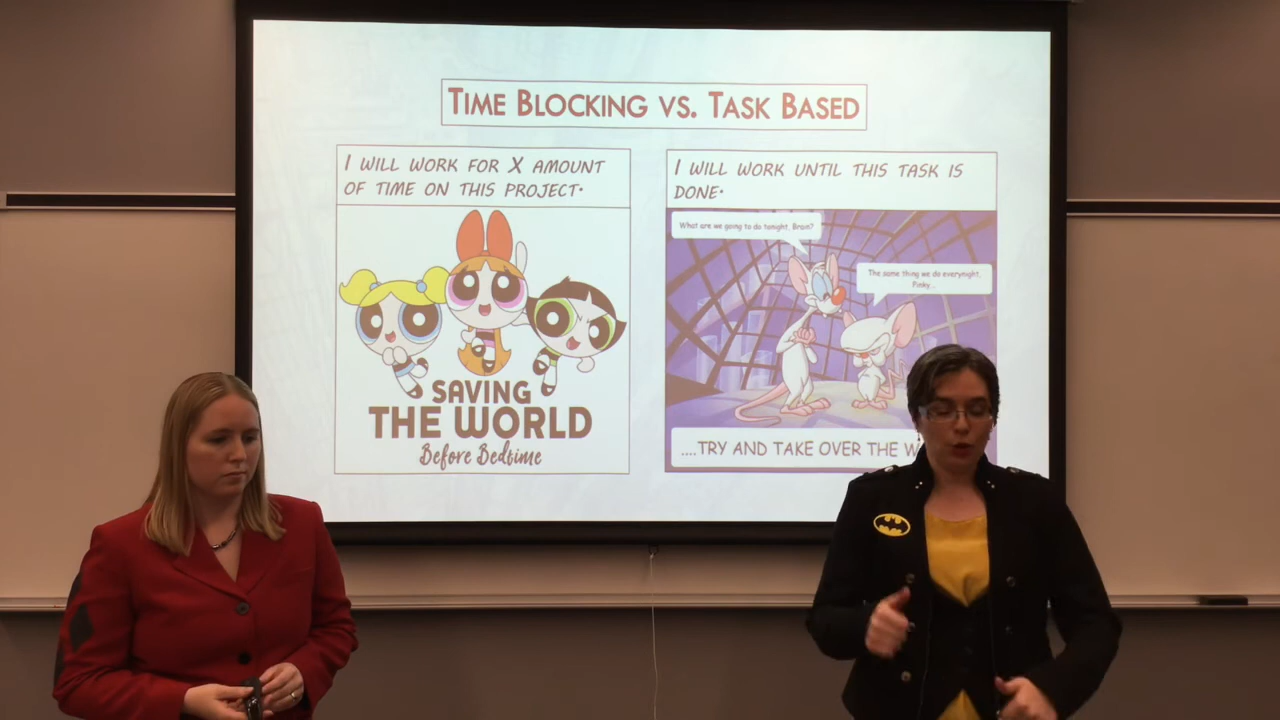 TIME BLOCKING VS. TASK BASED
I WILL WORK FOR X AMOUNT
OF TIME ON THIS PROJECT.
SAVING
THE WORLD
Before Bedtime
I WILL WORK UNTIL THIS TASK IS
DONE.
What are we going to do tonight, Brain?
The same thing we do everynight,
Pinky...
....TRY AND TAKE OVER THE W